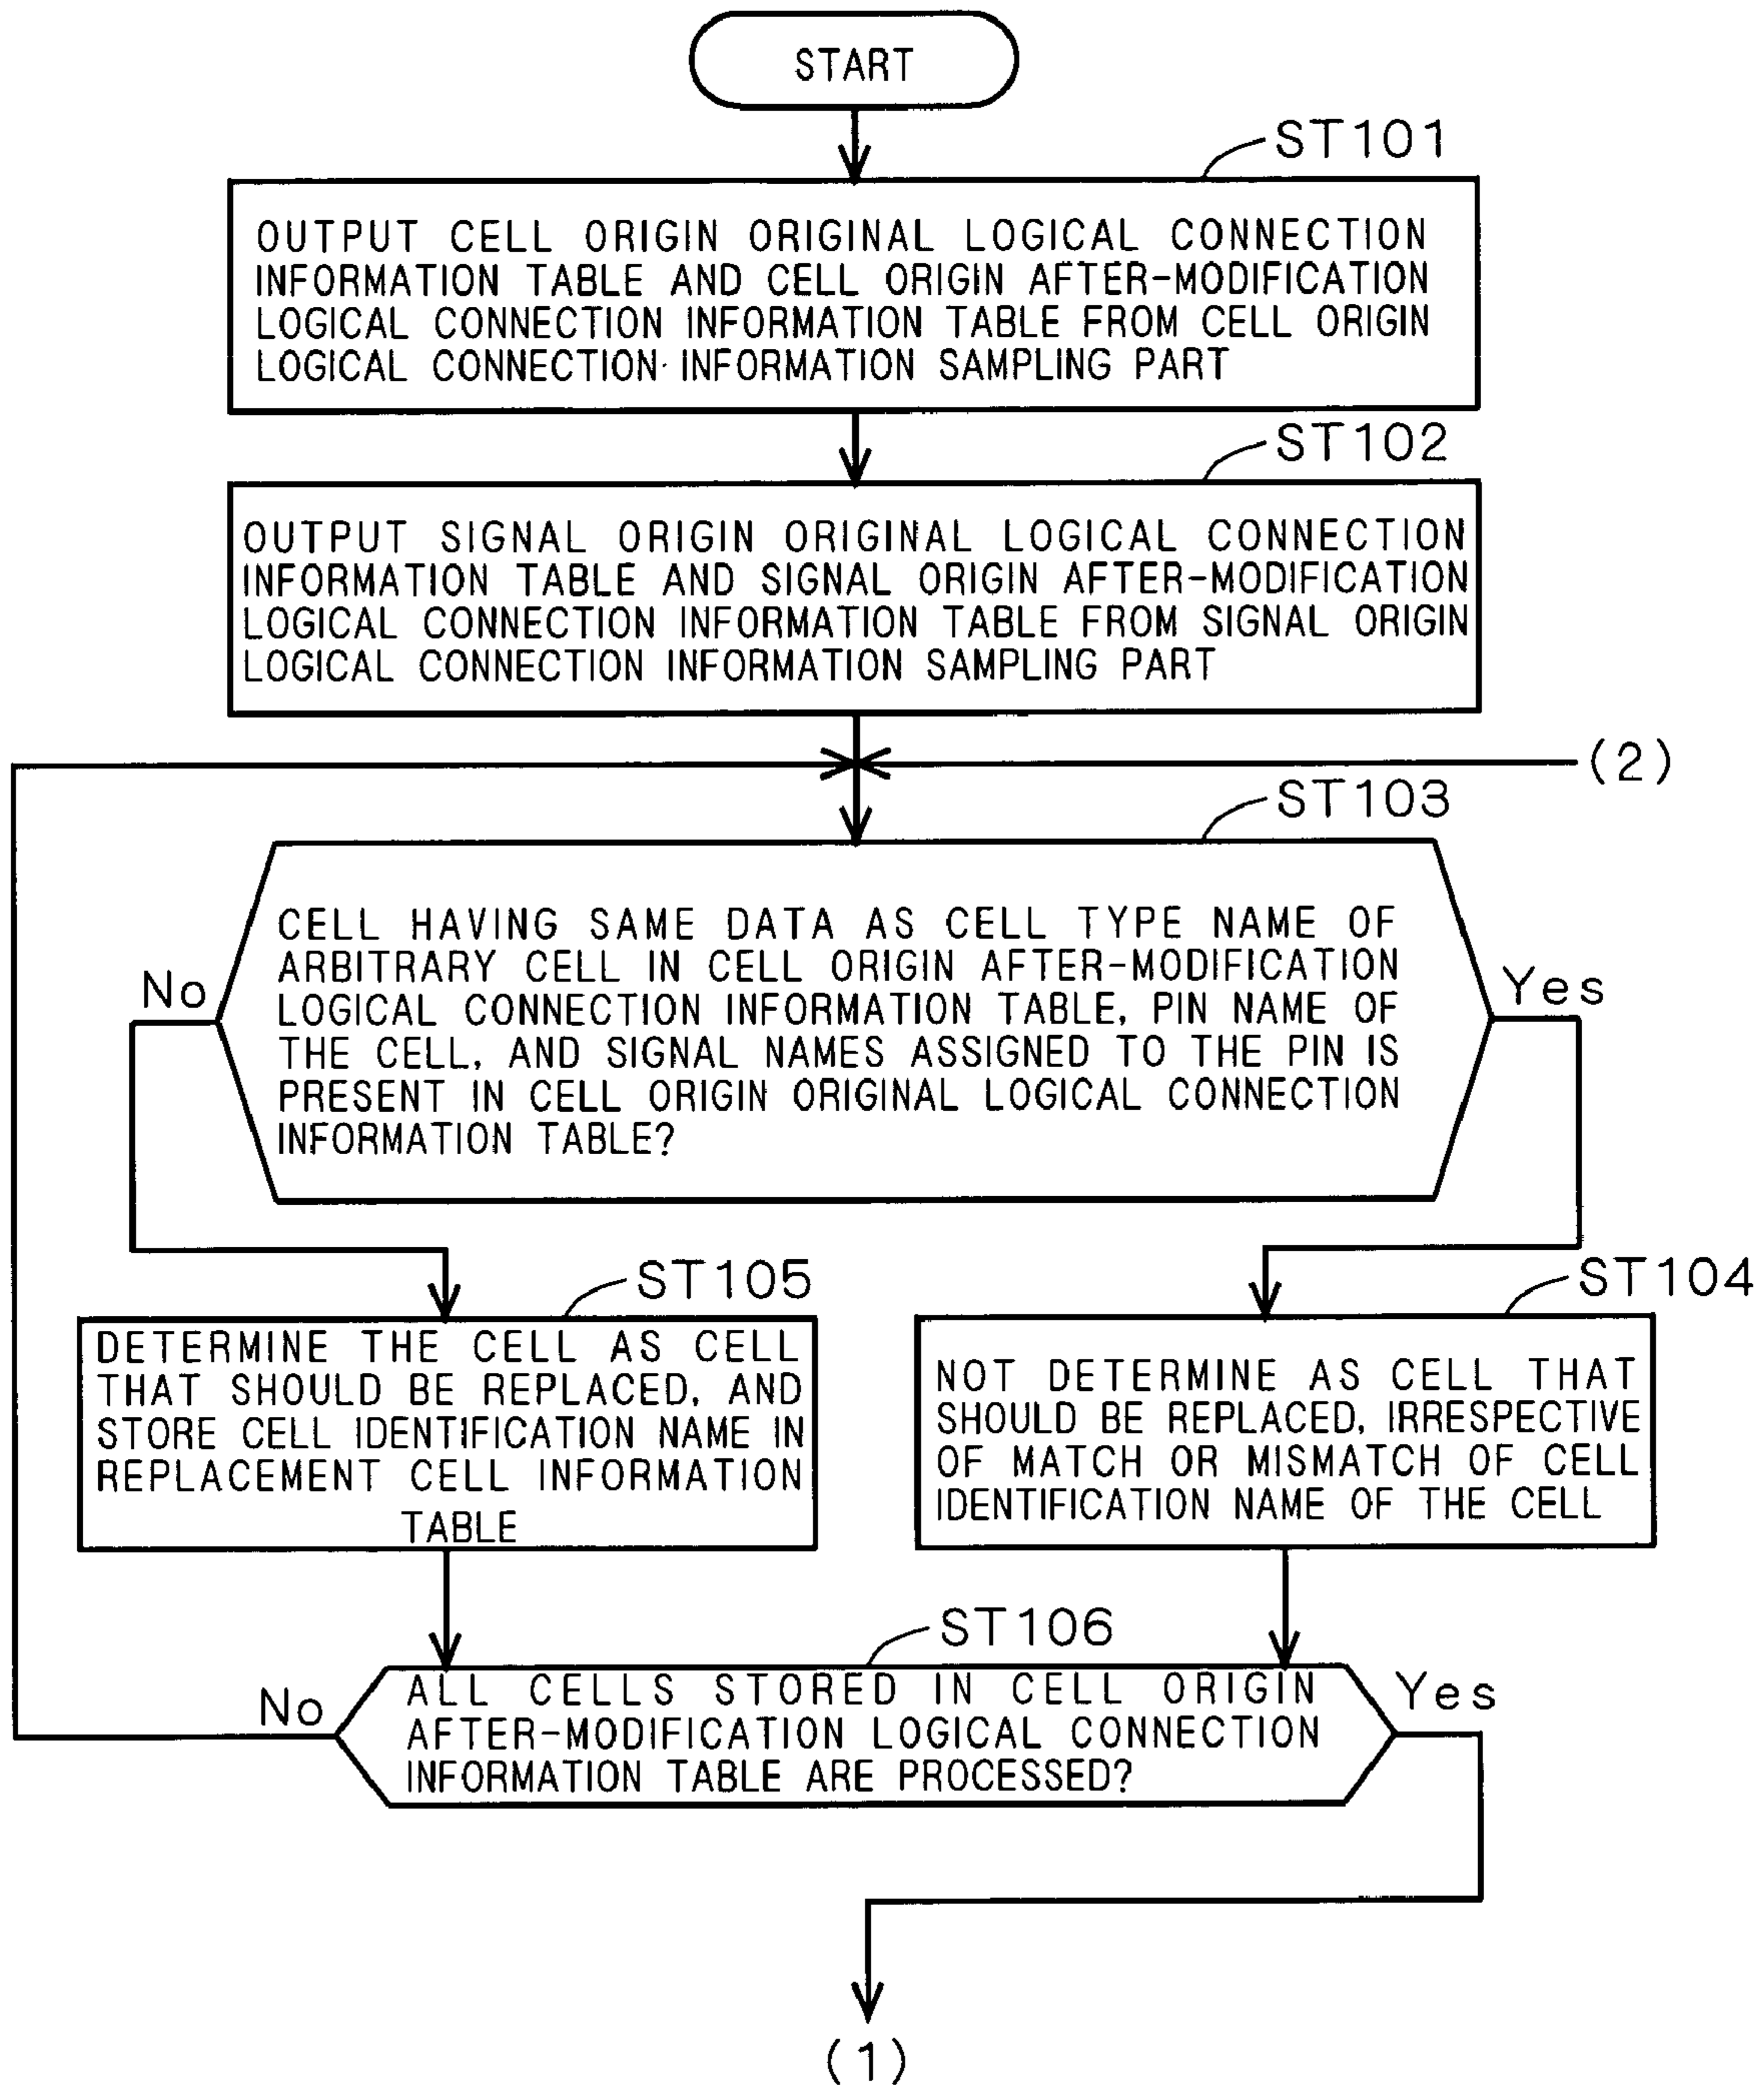 START
ST101
OUTPUT CELL ORIGIN ORIGINAL LOGICAL CONNECTION
INFORMATION TABLE AND CELL ORIGIN AFTER-MODIFICATION
LOGICAL CONNECTION INFORMATION TABLE FROM CELL ORIGIN
LOGICAL CONNECTION INFORMATION SAMPLING PART
ST102
OUTPUT SIGNAL ORIGIN ORIGINAL LOGICAL CONNECTION
INFORMATION TABLE AND SIGNAL ORIGIN AFTER-MODIFICATION
LOGICAL CONNECTION INFORMATION TABLE FROM SIGNAL ORIGIN
LOGICAL CONNECTION INFORMATION SAMPLING PART
(2)
ST103
CELL HAVING SAME DATA AS CELL TYPE NAME OF
ARBITRARY CELL IN CELL ORIGIN AFTER-MODIFICATION
LOGICAL CONNECTION INFORMATION TABLE, PIN NAME OF
THE CELL, AND SIGNAL NAMES ASSIGNED TO THE PIN IS
PRESENT IN CELL ORIGIN ORIGINAL LOGICAL CONNECTION
INFORMATION TABLE?
No
Yes
ST105
DETERMINE THE CELL AS CELL
THAT SHOULD BE REPLACED, AND
STORE CELL IDENTIFICATION NAME IN
REPLACEMENT CELL INFORMATION
TABLE
ST104
NOT DETERMINE AS CELL THAT
SHOULD BE REPLACED, IRRESPECTIVE
OF MATCH OR MISMATCH OF CELL
IDENTIFICATION NAME OF THE CELL
ST106
ALL CELLS STORED IN CELL ORIGIN
AFTER-MODIFICATION LOGICAL CONNECTION
INFORMATION TABLE ARE PROCESSED?
No
Yes
(1)